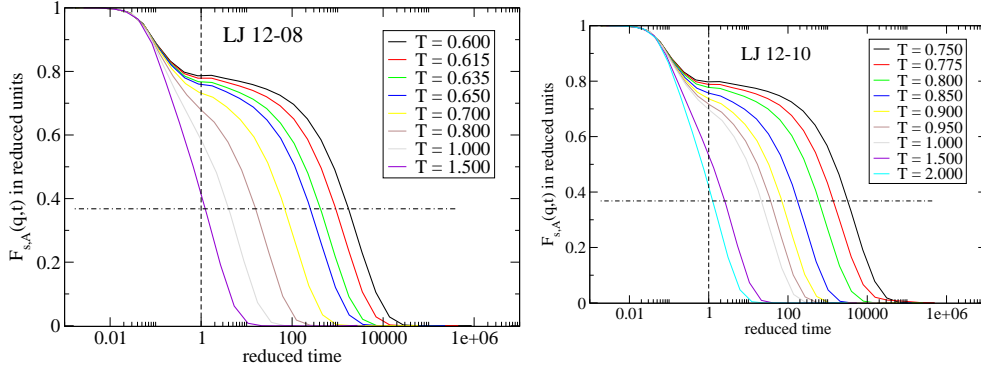 LJ 12-08
T = 0.600
T = 0.615
T = 0.635
T = 0.650
T = 0.700
T = 0.800
T = 1.000
T = 1.500
F_{s,A}(q,t) in reduced units
1
0.8
0.6
0.4
0.2
0
0.01
1
100
10000
1e+06
reduced time
LJ 12-10
T = 0.750
T = 0.775
T = 0.800
T = 0.850
T = 0.900
T = 0.950
T = 1.000
T = 1.500
T = 2.000
F_{s,A}(q,t) in reduced units
1
0.8
0.6
0.4
0.2
0
0.01
1
100
10000
1e+06
reduced time